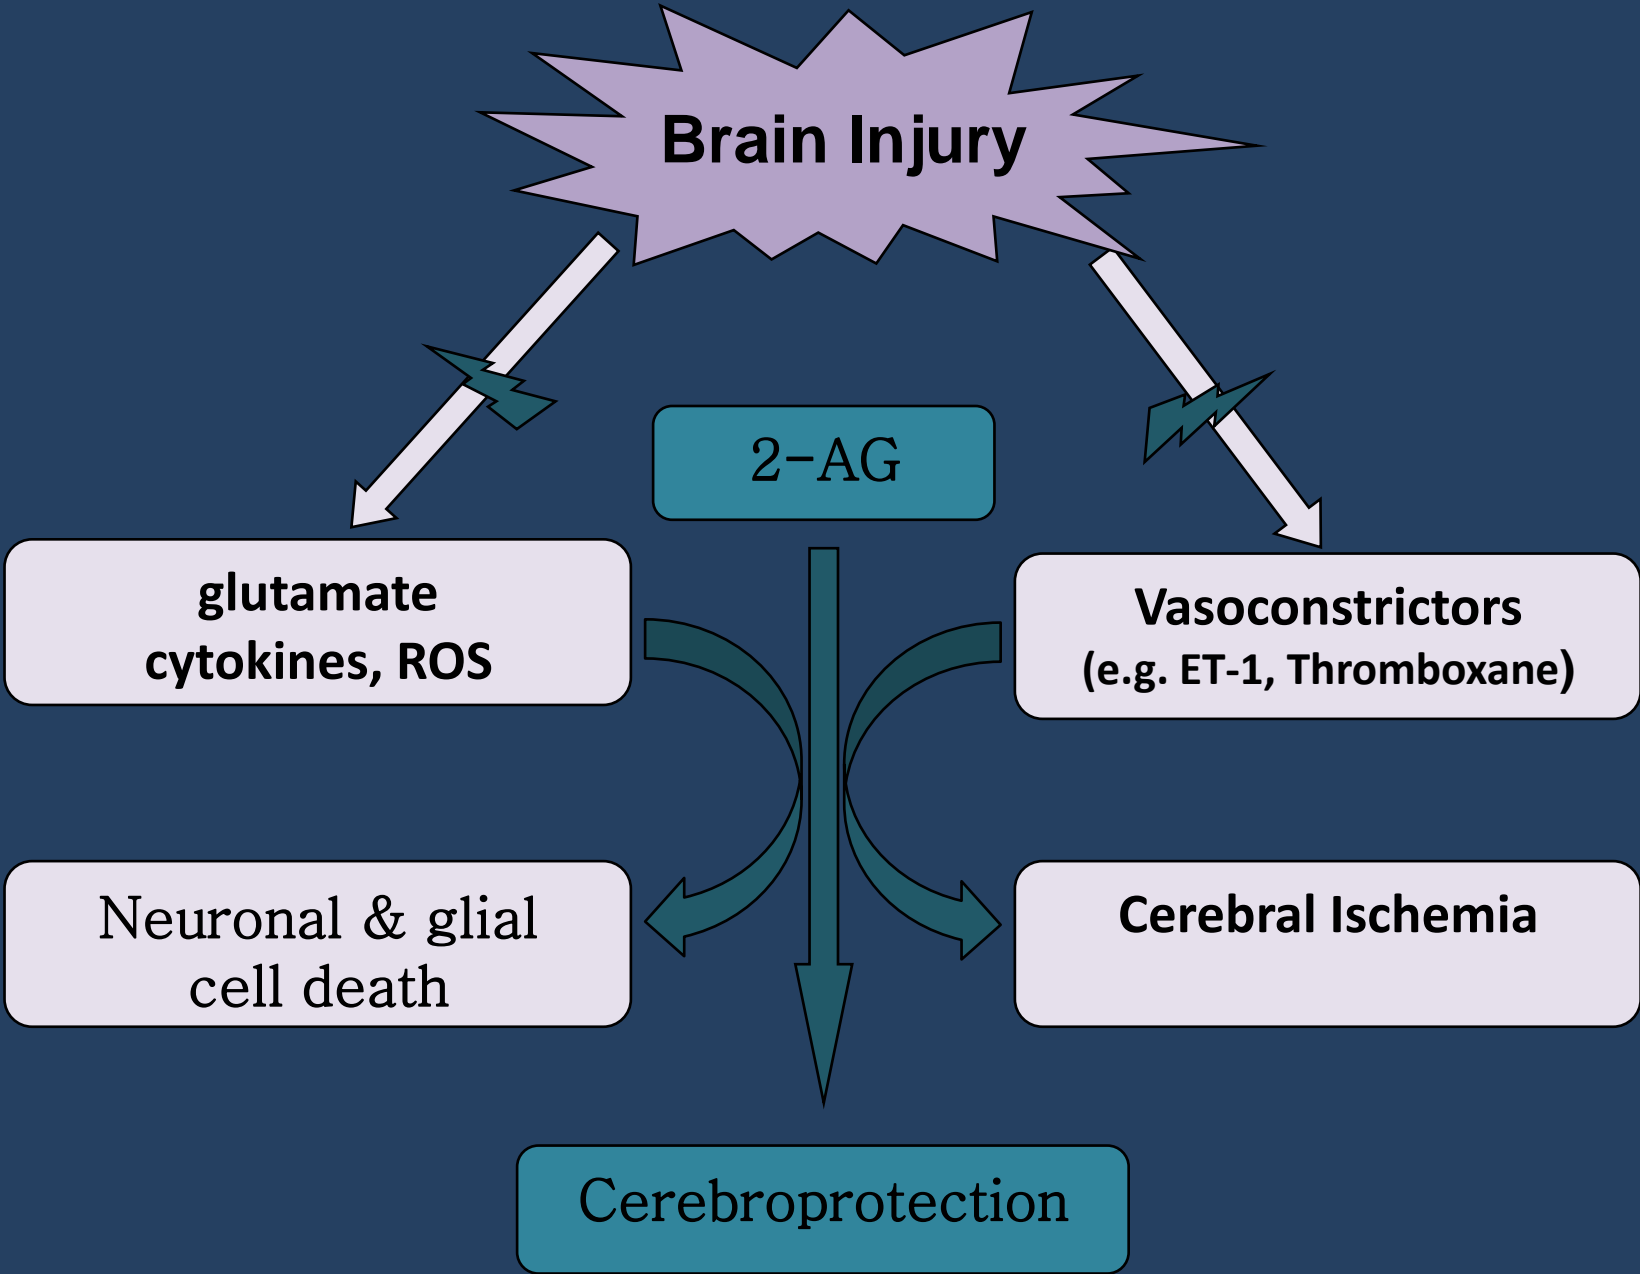 Brain Injury
2-AG
glutamate
cytokines, ROS
Vasoconstrictors
(e.g. ET-1, Thromboxane)
Neuronal & glial
cell death
Cerebral Ischemia
Cerebroprotection